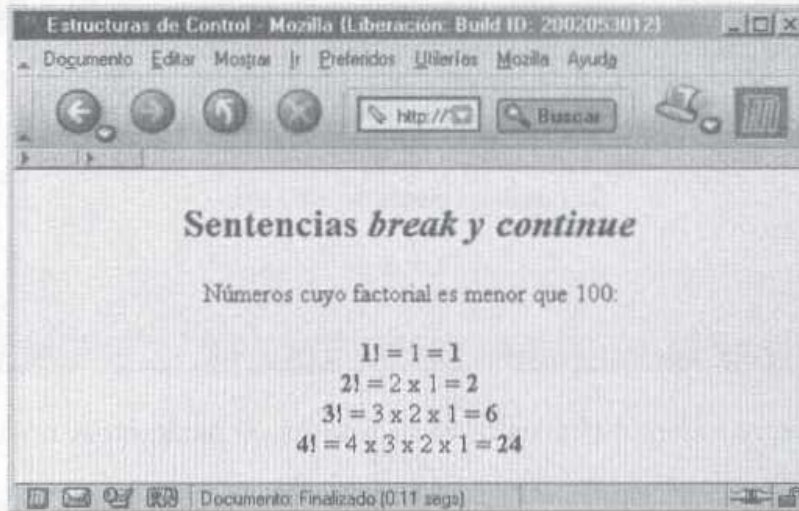 Estructuras de Control - Mozilla {Liberación: Build ID: 2002053012}
Documento Editar Mostrar Ir Preferidos Utilerías Mozilla Ayuda
http:// Buscar
Sentencias break y continue
Números cuyo factorial es menor que 100:
1! = 1 = 1
2! = 2 x 1 = 2
3! = 3 x 2 x 1 = 6
4! = 4 x 3 x 2 x 1 = 24
Documento: Finalizado (0.11 segs)